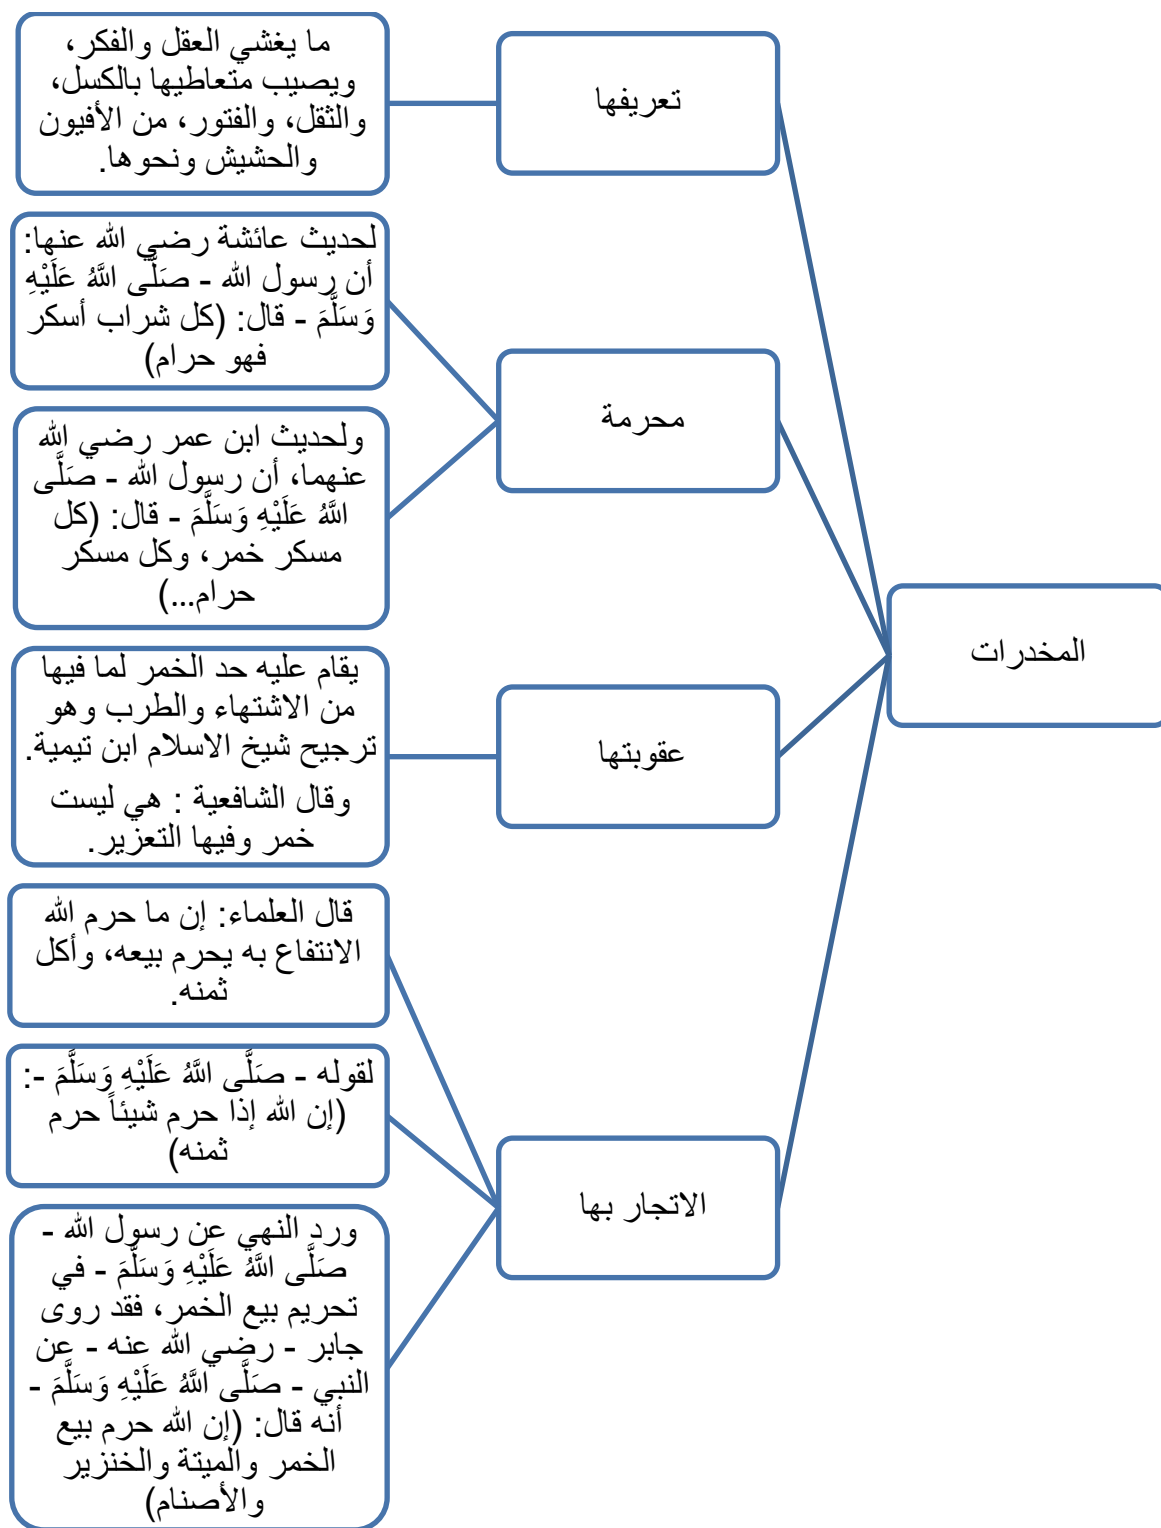 المخدرات
تعريفها
ما يغشي العقل والفكر،
ويصيب متعاطيها بالكسل،
والثقل، والفتور، من الأفيون
والحشيش ونحوها.
محرمة
لحديث عائشة رضي الله عنها:
أن رسول الله - صَلَّى اللَّهُ عَلَيْهِ
وَسَلَّمَ - قال: (كل شراب أسكر
فهو حرام)
ولحديث ابن عمر رضي الله
عنهما، أن رسول الله - صَلَّى
اللَّهُ عَلَيْهِ وَسَلَّمَ - قال: (كل
مسكر خمر، وكل مسكر
حرام...)
عقوبتها
يقام عليه حد الخمر لما فيها
من الاشتهاء والطرب وهو
ترجيح شيخ الاسلام ابن تيمية.
وقال الشافعية : هي ليست
خمر وفيها التعزير.
الاتجار بها
قال العلماء: إن ما حرم الله
الانتفاع به يحرم بيعه، وأكل
ثمنه.
لقوله - صَلَّى اللَّهُ عَلَيْهِ وَسَلَّمَ -:
(إن الله إذا حرم شيئاً حرم
ثمنه)
ورد النهي عن رسول الله -
صَلَّى اللَّهُ عَلَيْهِ وَسَلَّمَ - في
تحريم بيع الخمر، فقد روى
جابر - رضي الله عنه - عن
النبي - صَلَّى اللَّهُ عَلَيْهِ وَسَلَّمَ -
أنه قال: (إن الله حرم بيع
الخمر والميتة والخنزير
والأصنام)